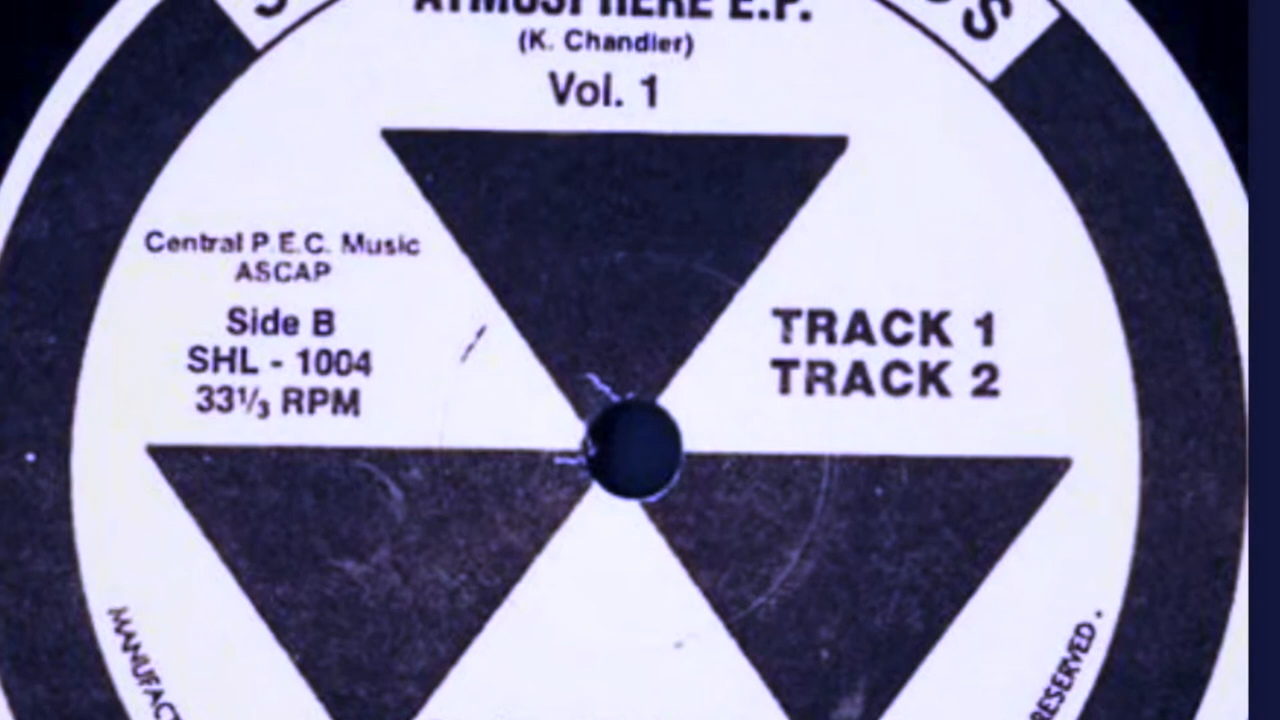 ATMOSPHERE E.P.
(K. Chandler)
Vol. 1
Central P.E.C. Music
ASCAP
Side B
SHL - 1004
33⅓ RPM
TRACK 1
TRACK 2
RESERVED.